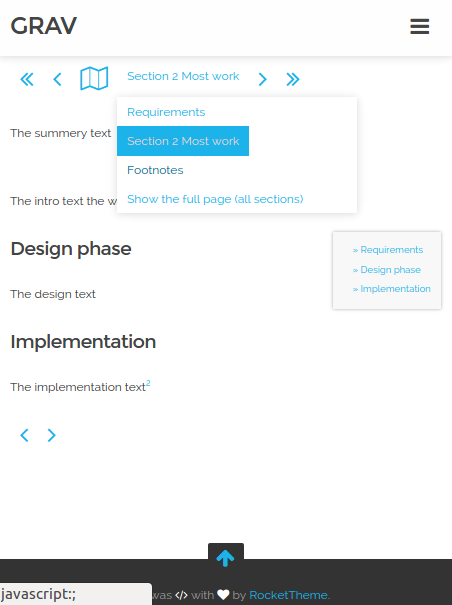 GRAV
Section 2 Most work
Requirements
The summery text
Section 2 Most work
Footnotes
The intro text the w
Show the full page (all sections)
Design phase
» Requirements
» Design phase
» Implementation
The design text
Implementation
The implementation text2
was </> with by RocketTheme.
javascript:;